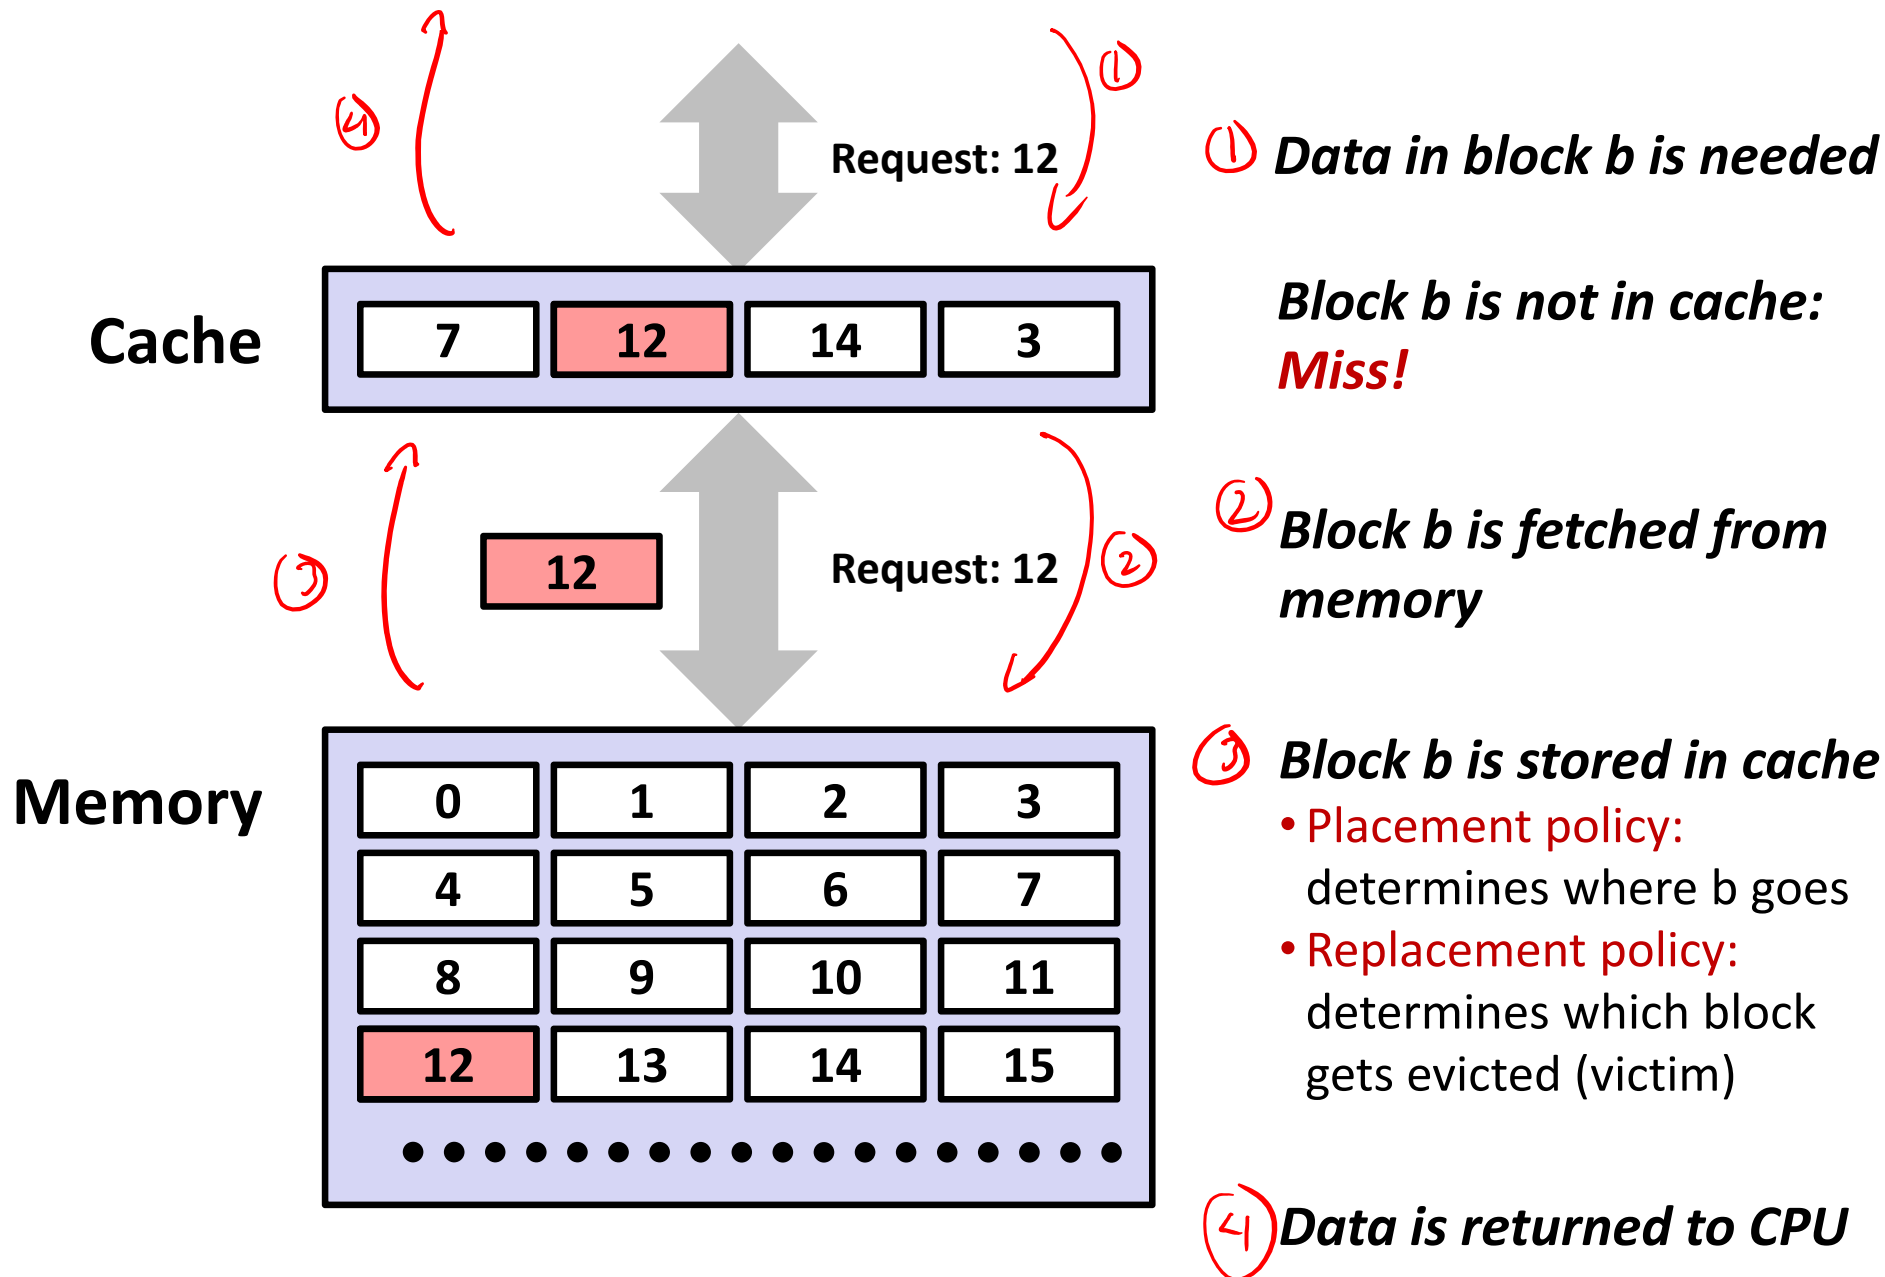 ④
①
Request: 12
① Data in block b is needed
Cache
7 12 14 3
Block b is not in cache:
Miss!
③
12
Request: 12
②
② Block b is fetched from
memory
Memory
0 1 2 3
4 5 6 7
8 9 10 11
12 13 14 15
③ Block b is stored in cache
• Placement policy:
determines where b goes
• Replacement policy:
determines which block
gets evicted (victim)
④ Data is returned to CPU